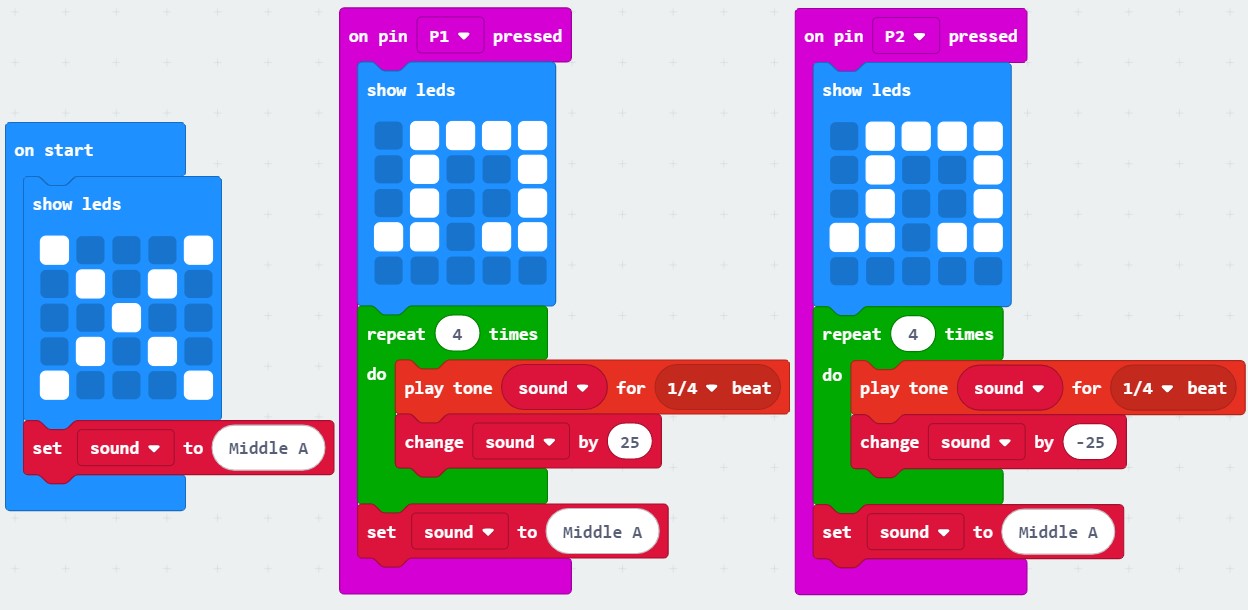 on start
show leds
set sound to Middle A
on pin P1 pressed
show leds
repeat 4 times
do
play tone sound for 1/4 beat
change sound by 25
set sound to Middle A
on pin P2 pressed
show leds
repeat 4 times
do
play tone sound for 1/4 beat
change sound by -25
set sound to Middle A